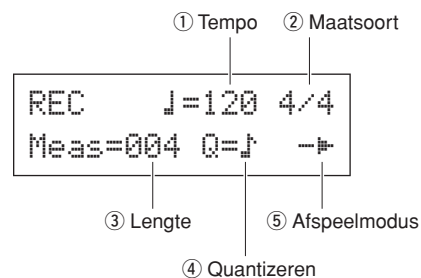 ① Tempo ② Maatsoort
REC ♩=120 4/4
Meas=004 Q=♪
③ Lengte ⑤ Afspeelmodus
④ Quantizeren